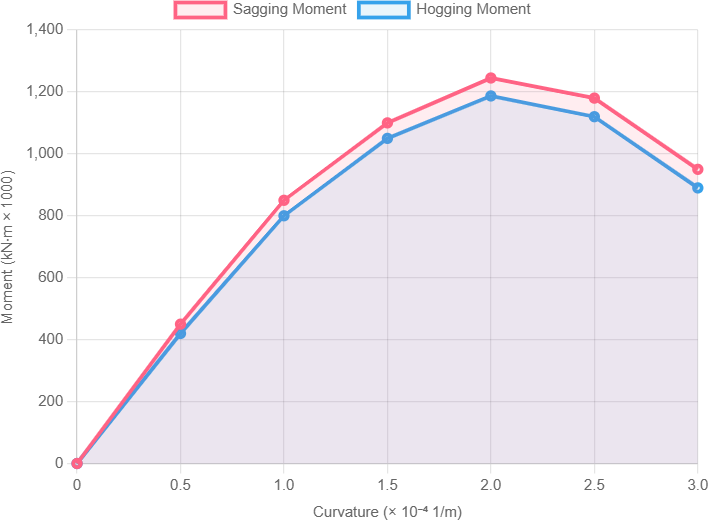 Sagging Moment Hogging Moment
1,400
1,200
1,000
800
600
400
200
0
Moment (kN·m × 1000)
0 0.5 1.0 1.5 2.0 2.5 3.0
Curvature (× 10⁻⁴ 1/m)